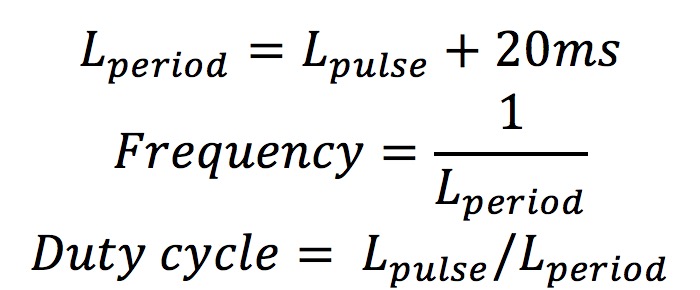 L_period = L_pulse + 20ms
Frequency = 1/L_period
Duty cycle = L_pulse/L_period